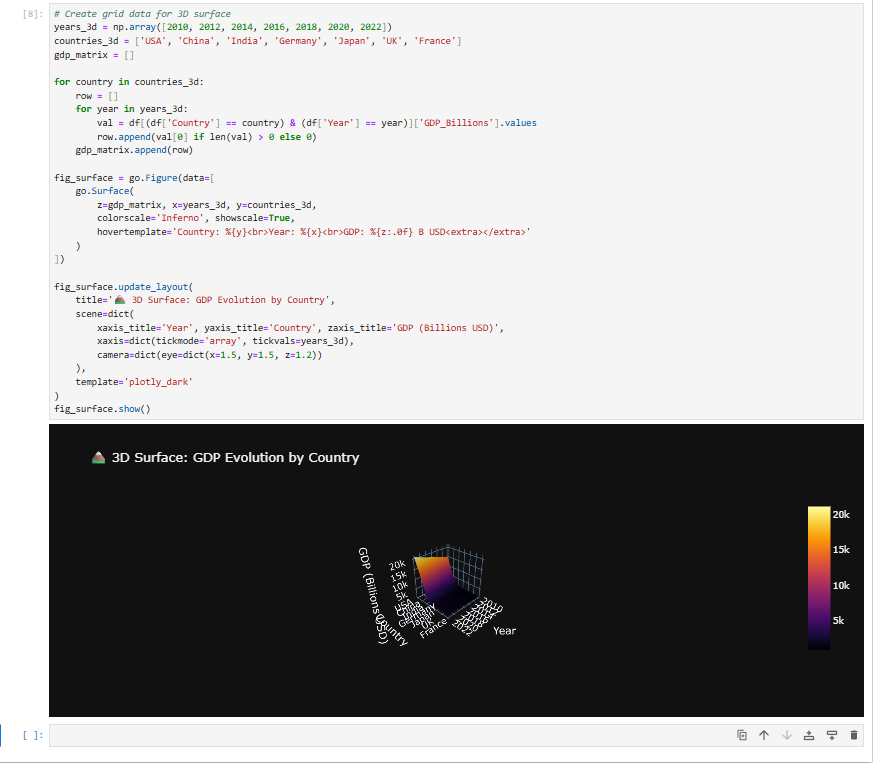 [8]:
# Create grid data for 3D surface
years_3d = np.array([2010, 2012, 2014, 2016, 2018, 2020, 2022])
countries_3d = ['USA', 'China', 'India', 'Germany', 'Japan', 'UK', 'France']
gdp_matrix = []
for country in countries_3d:
    row = []
    for year in years_3d:
        val = df[(df['Country'] == country) & (df['Year'] == year)]['GDP_Billions'].values
        row.append(val[0] if len(val) > 0 else 0)
    gdp_matrix.append(row)
fig_surface = go.Figure(data=[
    go.Surface(
        z=gdp_matrix, x=years_3d, y=countries_3d,
        colorscale='Inferno', showscale=True,
        hovertemplate='Country: %{y}<br>Year: %{x}<br>GDP: %{z:.0f} B USD<extra></extra>'
    )
])
fig_surface.update_layout(
    title='🏔️ 3D Surface: GDP Evolution by Country',
    scene=dict(
        xaxis_title='Year', yaxis_title='Country', zaxis_title='GDP (Billions USD)',
        xaxis=dict(tickmode='array', tickvals=years_3d),
        camera=dict(eye=dict(x=1.5, y=1.5, z=1.2))
    ),
    template='plotly_dark'
)
fig_surface.show()
🏔️ 3D Surface: GDP Evolution by Country
GDP (Billions USD)
20k
15k
10k
5k
USA
China
Germany
Japan
UK
France
Country
2010
2022
Year
20k
15k
10k
5k
[ ]: